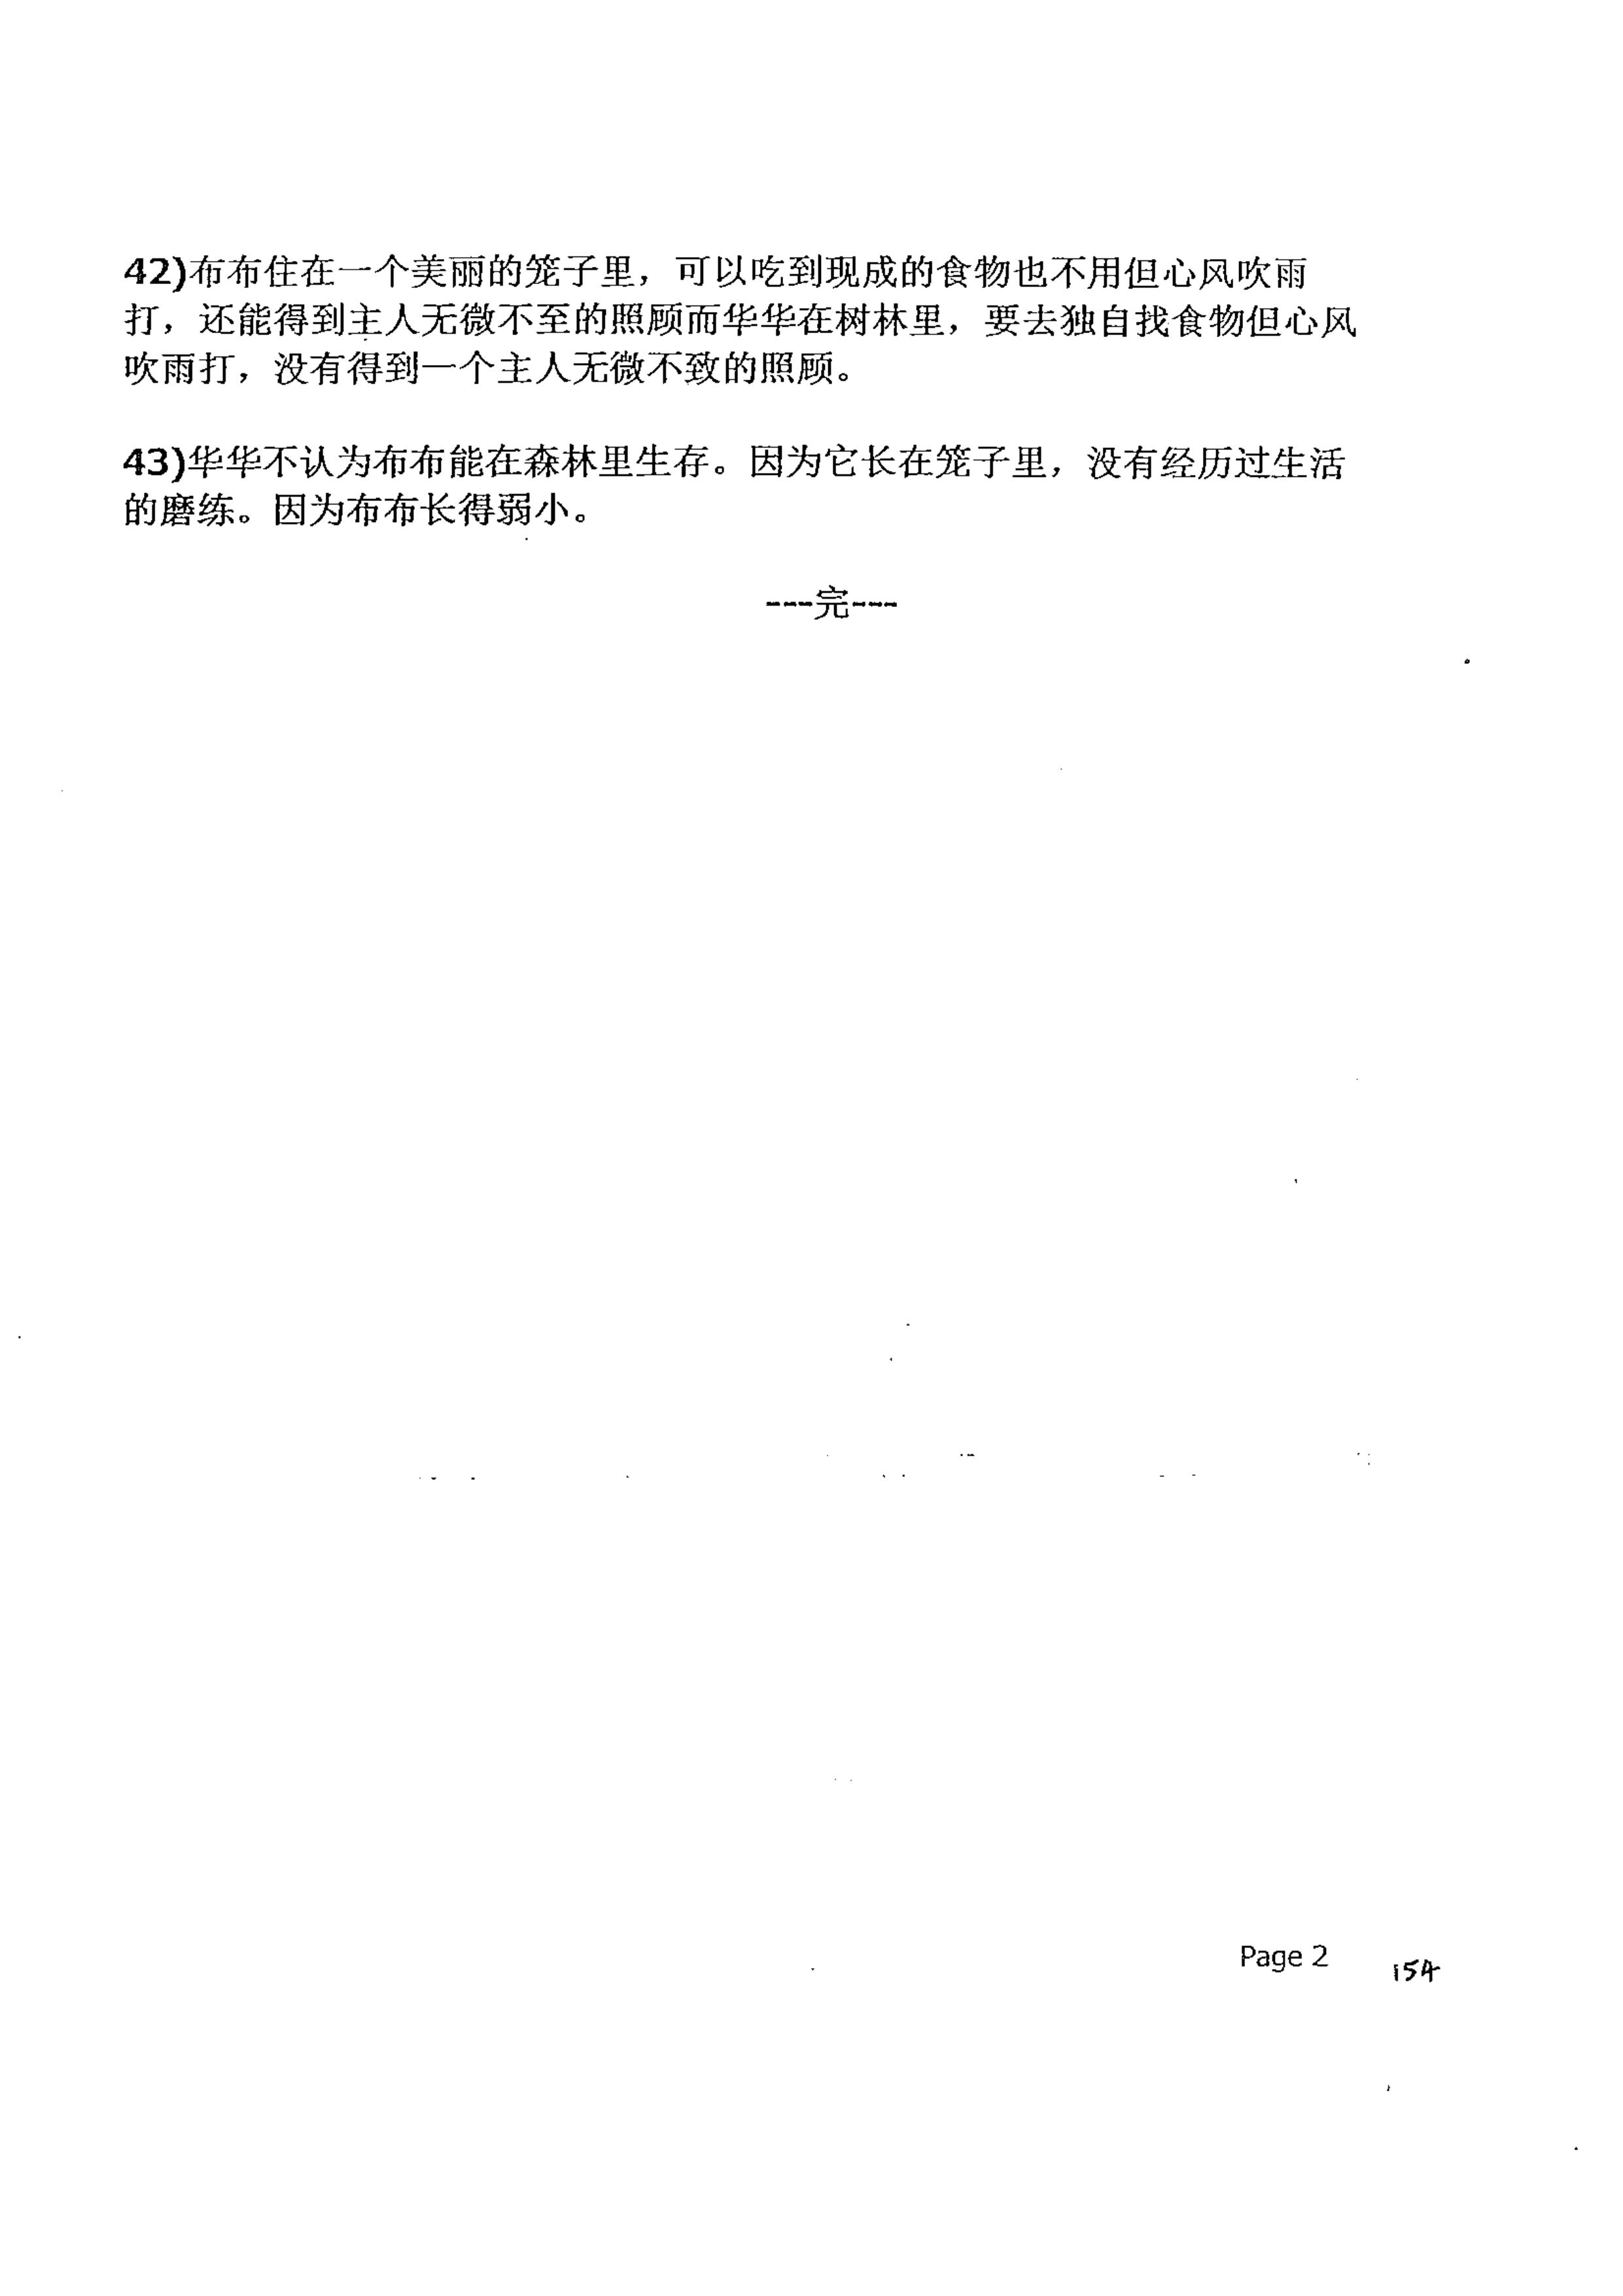 42)布布住在一个美丽的笼子里，可以吃到现成的食物也不用但心风吹雨
打，还能得到主人无微不至的照顾而华华在树林里，要去独自找食物但心风
吹雨打，没有得到一个主人无微不致的照顾。
43)华华不认为布布能在森林里生存。因为它长在笼子里，没有经历过生活
的磨练。因为布布长得弱小。
---完---
Page 2
154